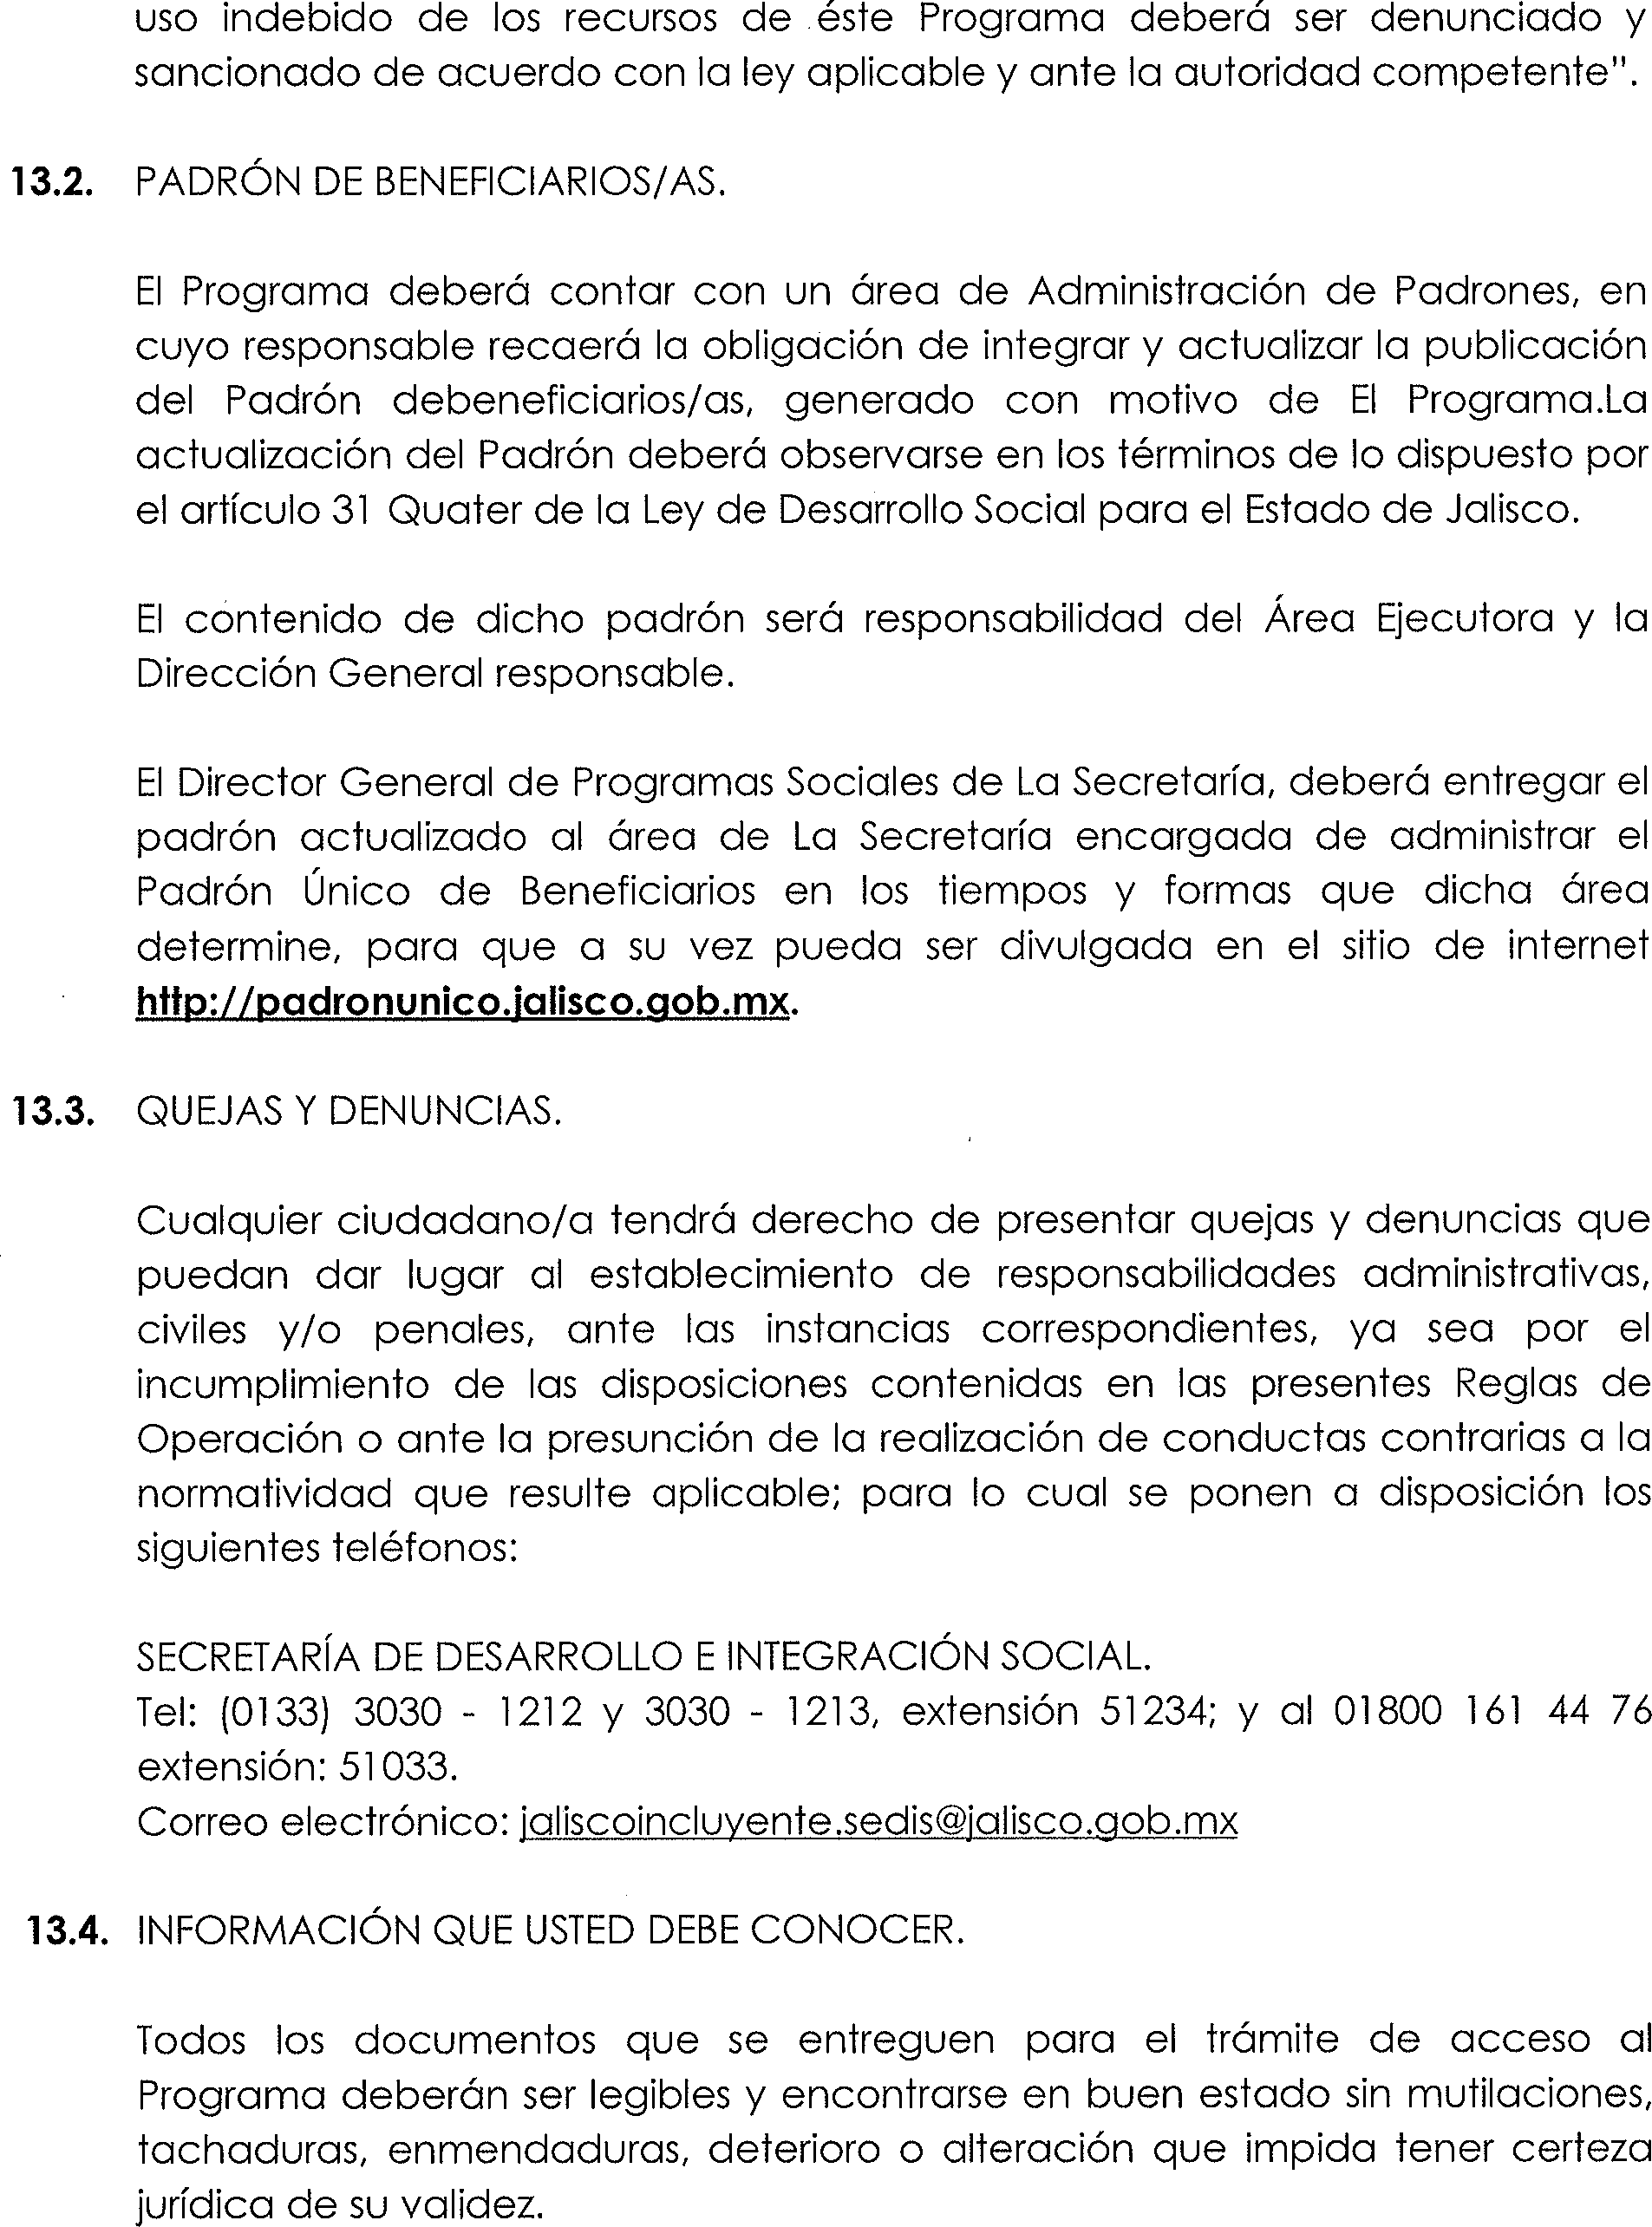 uso indebido de los recursos de éste Programa deberá ser denunciado y
sancionado de acuerdo con la ley aplicable y ante la autoridad competente".
13.2. PADRÓN DE BENEFICIARIOS/AS.
El Programa deberá contar con un área de Administración de Padrones, en
cuyo responsable recaerá la obligación de integrar y actualizar la publicación
del Padrón debeneficiarios/as, generado con motivo de El Programa.La
actualización del Padrón deberá observarse en los términos de lo dispuesto por
el artículo 31 Quater de la Ley de Desarrollo Social para el Estado de Jalisco.
El contenido de dicho padrón será responsabilidad del Área Ejecutora y la
Dirección General responsable.
El Director General de Programas Sociales de La Secretaría, deberá entregar el
padrón actualizado al área de La Secretaría encargada de administrar el
Padrón Único de Beneficiarios en los tiempos y formas que dicha área
determine, para que a su vez pueda ser divulgada en el sitio de internet
http://padronunico.jalisco.gob.mx.
13.3. QUEJAS Y DENUNCIAS.
Cualquier ciudadano/a tendrá derecho de presentar quejas y denuncias que
puedan dar lugar al establecimiento de responsabilidades administrativas,
civiles y/o penales, ante las instancias correspondientes, ya sea por el
incumplimiento de las disposiciones contenidas en las presentes Reglas de
Operación o ante la presunción de la realización de conductas contrarias a la
normatividad que resulte aplicable; para lo cual se ponen a disposición los
siguientes teléfonos:
SECRETARÍA DE DESARROLLO E INTEGRACIÓN SOCIAL.
Tel: (0133) 3030 - 1212 y 3030 - 1213, extensión 51234; y al 01800 161 44 76
extensión: 51033.
Correo electrónico: jaliscoincluyente.sedis@jalisco.gob.mx
13.4. INFORMACIÓN QUE USTED DEBE CONOCER.
Todos los documentos que se entreguen para el trámite de acceso al
Programa deberán ser legibles y encontrarse en buen estado sin mutilaciones,
tachaduras, enmendaduras, deterioro o alteración que impida tener certeza
jurídica de su validez.